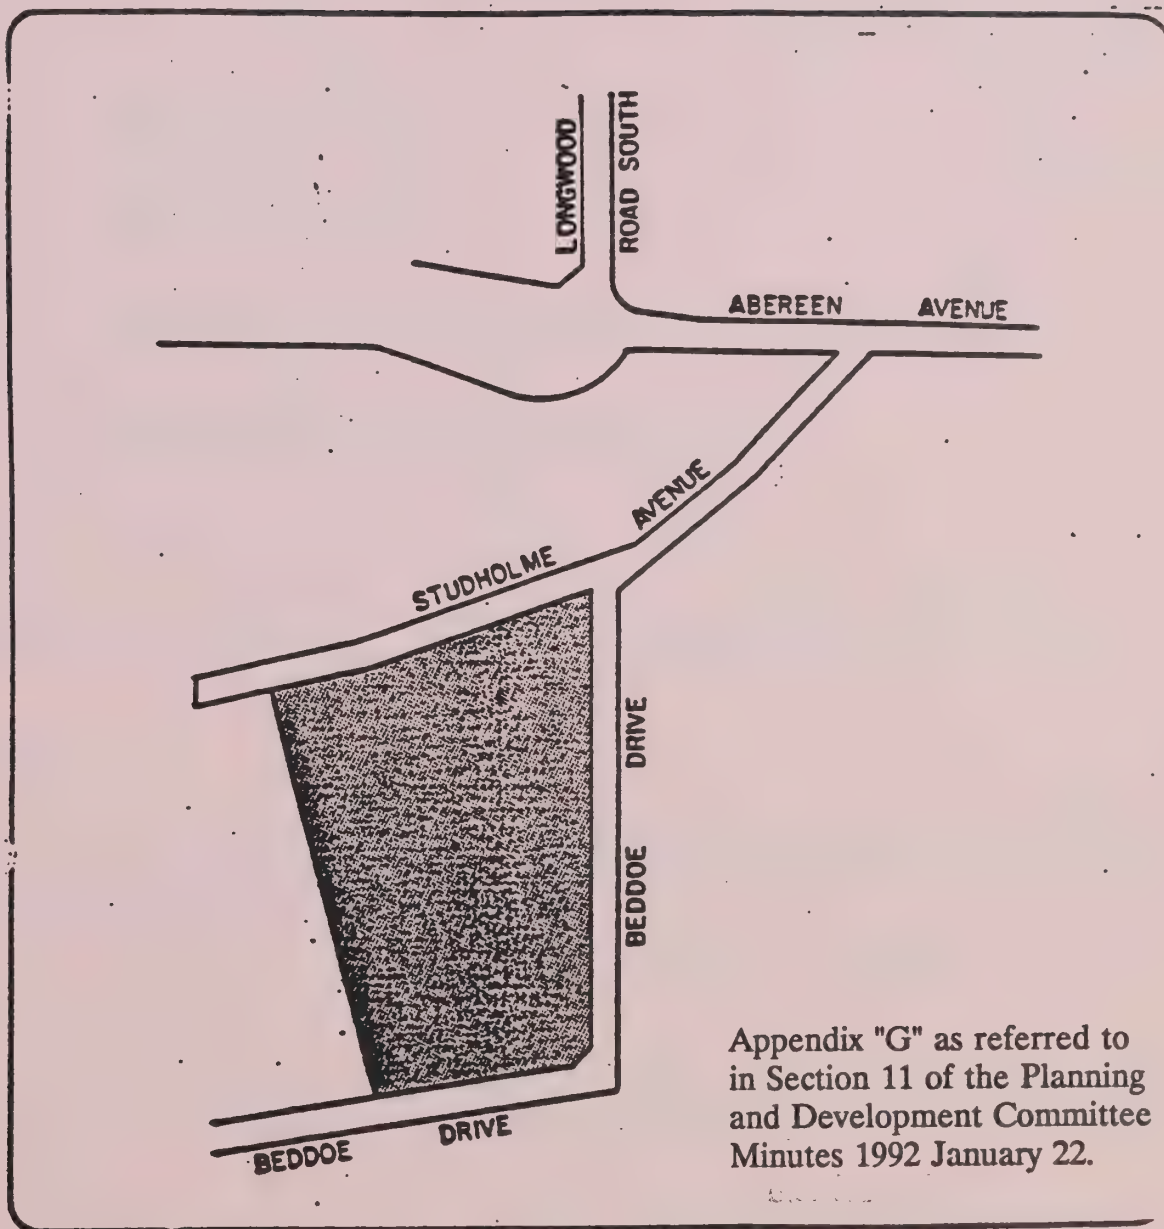 LONGWOOD
ROAD SOUTH
ABEREEN AVENUE
STUDHOLME AVENUE
BEDDOE DRIVE
BEDDOE DRIVE
Appendix "G" as referred to
in Section 11 of the Planning
and Development Committee
Minutes 1992 January 22.